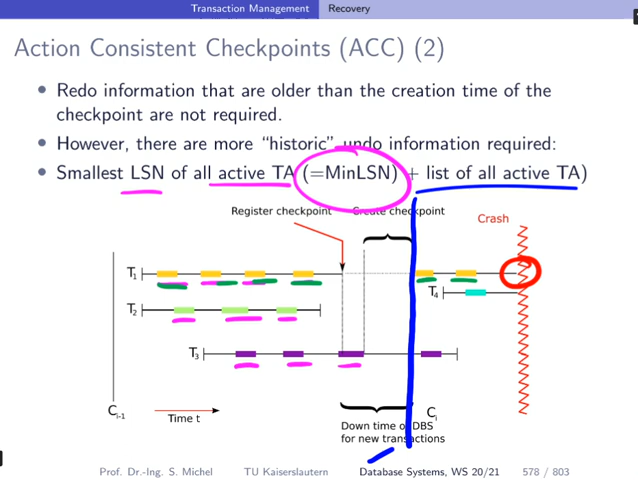 Transaction Management Recovery
Action Consistent Checkpoints (ACC) (2)
Redo information that are older than the creation time of the
checkpoint are not required.
However, there are more “historic” undo information required:
Smallest LSN of all active TA (=MinLSN) + list of all active TA)
Register checkpoint Create checkpoint
Crash
T1
T4
T2
T3
Ci-1
Time t
Ci
Down time of DBS
for new transactions
Prof. Dr.-Ing. S. Michel TU Kaiserslautern Database Systems, WS 20/21 578 / 803